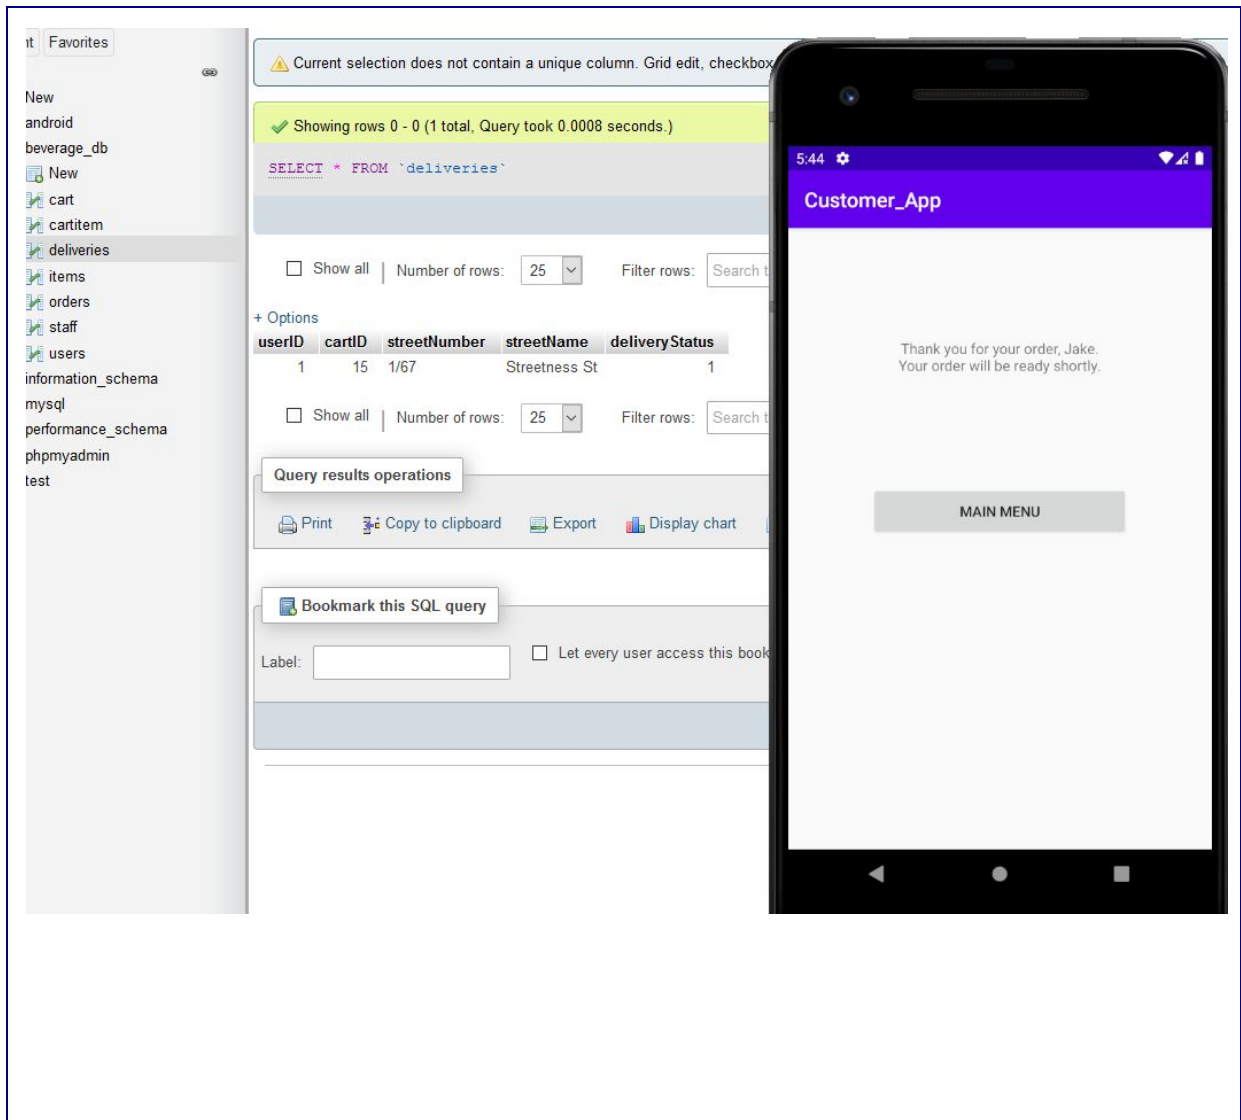 nt Favorites
New
android
beverage_db
New
cart
cartitem
deliveries
items
orders
staff
users
information_schema
mysql
performance_schema
phpmyadmin
test
Current selection does not contain a unique column. Grid edit, checkbox
Showing rows 0 - 0 (1 total, Query took 0.0008 seconds.)
SELECT * FROM `deliveries`
Show all | Number of rows: 25 Filter rows: Search t
+ Options
userID cartID streetNumber streetName deliveryStatus
1 15 1/67 Streetness St 1
Show all | Number of rows: 25 Filter rows: Search t
Query results operations
Print Copy to clipboard Export Display chart
Bookmark this SQL query
Label: Let every user access this book
5:44
Customer_App
Thank you for your order, Jake.
Your order will be ready shortly.
MAIN MENU